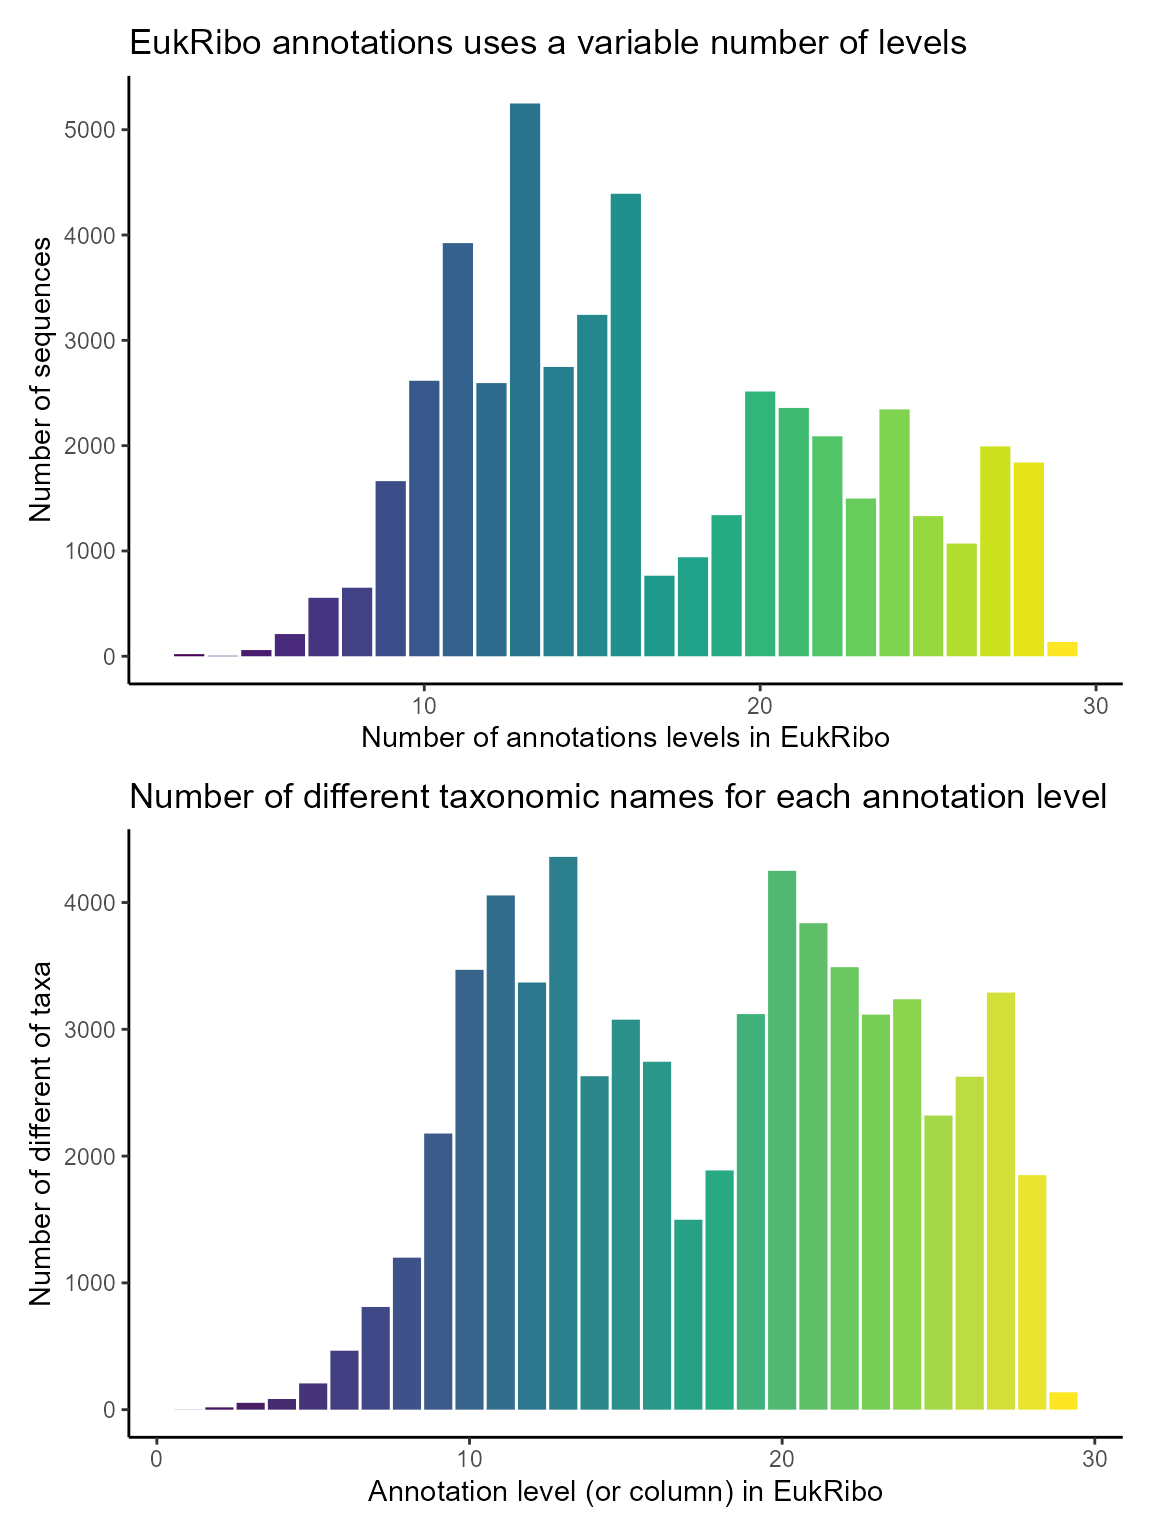 EukRibo annotations uses a variable number of levels
5000
4000
3000
2000
1000
0
Number of sequences
10 20 30
Number of annotations levels in EukRibo
Number of different taxonomic names for each annotation level
4000
3000
2000
1000
0
Number of different of taxa
0 10 20 30
Annotation level (or column) in EukRibo